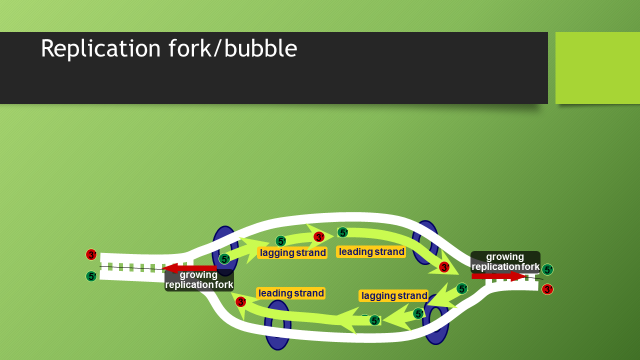 Replication fork/bubble
5
3
5
growing
replication fork
3
5
lagging strand
leading strand
3
5
3
5
growing
replication fork
leading strand
lagging strand
5
3
3
5
5